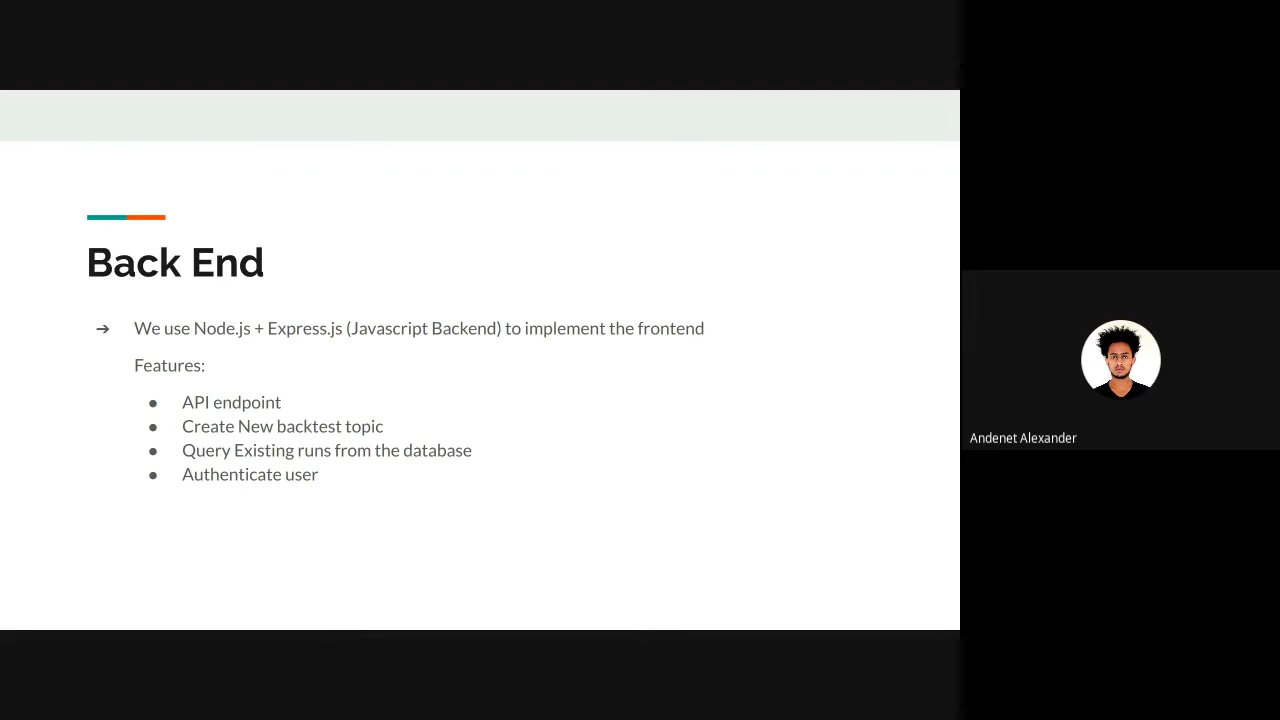 Back End
➔ We use Node.js + Express.js (Javascript Backend) to implement the frontend
Features:
● API endpoint
● Create New backtest topic
● Query Existing runs from the database
● Authenticate user
Andenet Alexander